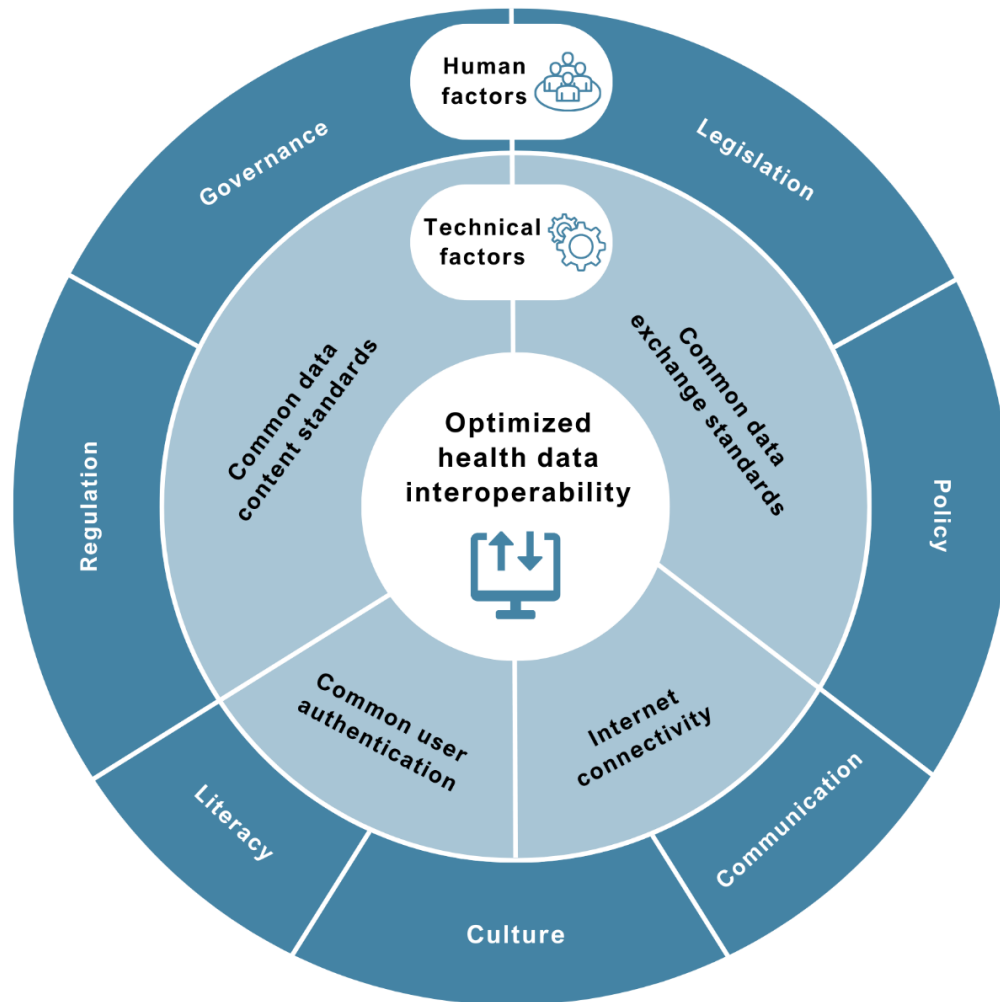 Human
factors
Governance
Legislation
Technical
factors
Common data
content standards
Common data
exchange standards
Optimized
health data
interoperability
Regulation
Policy
Common user
authentication
Internet
connectivity
Literacy
Communication
Culture